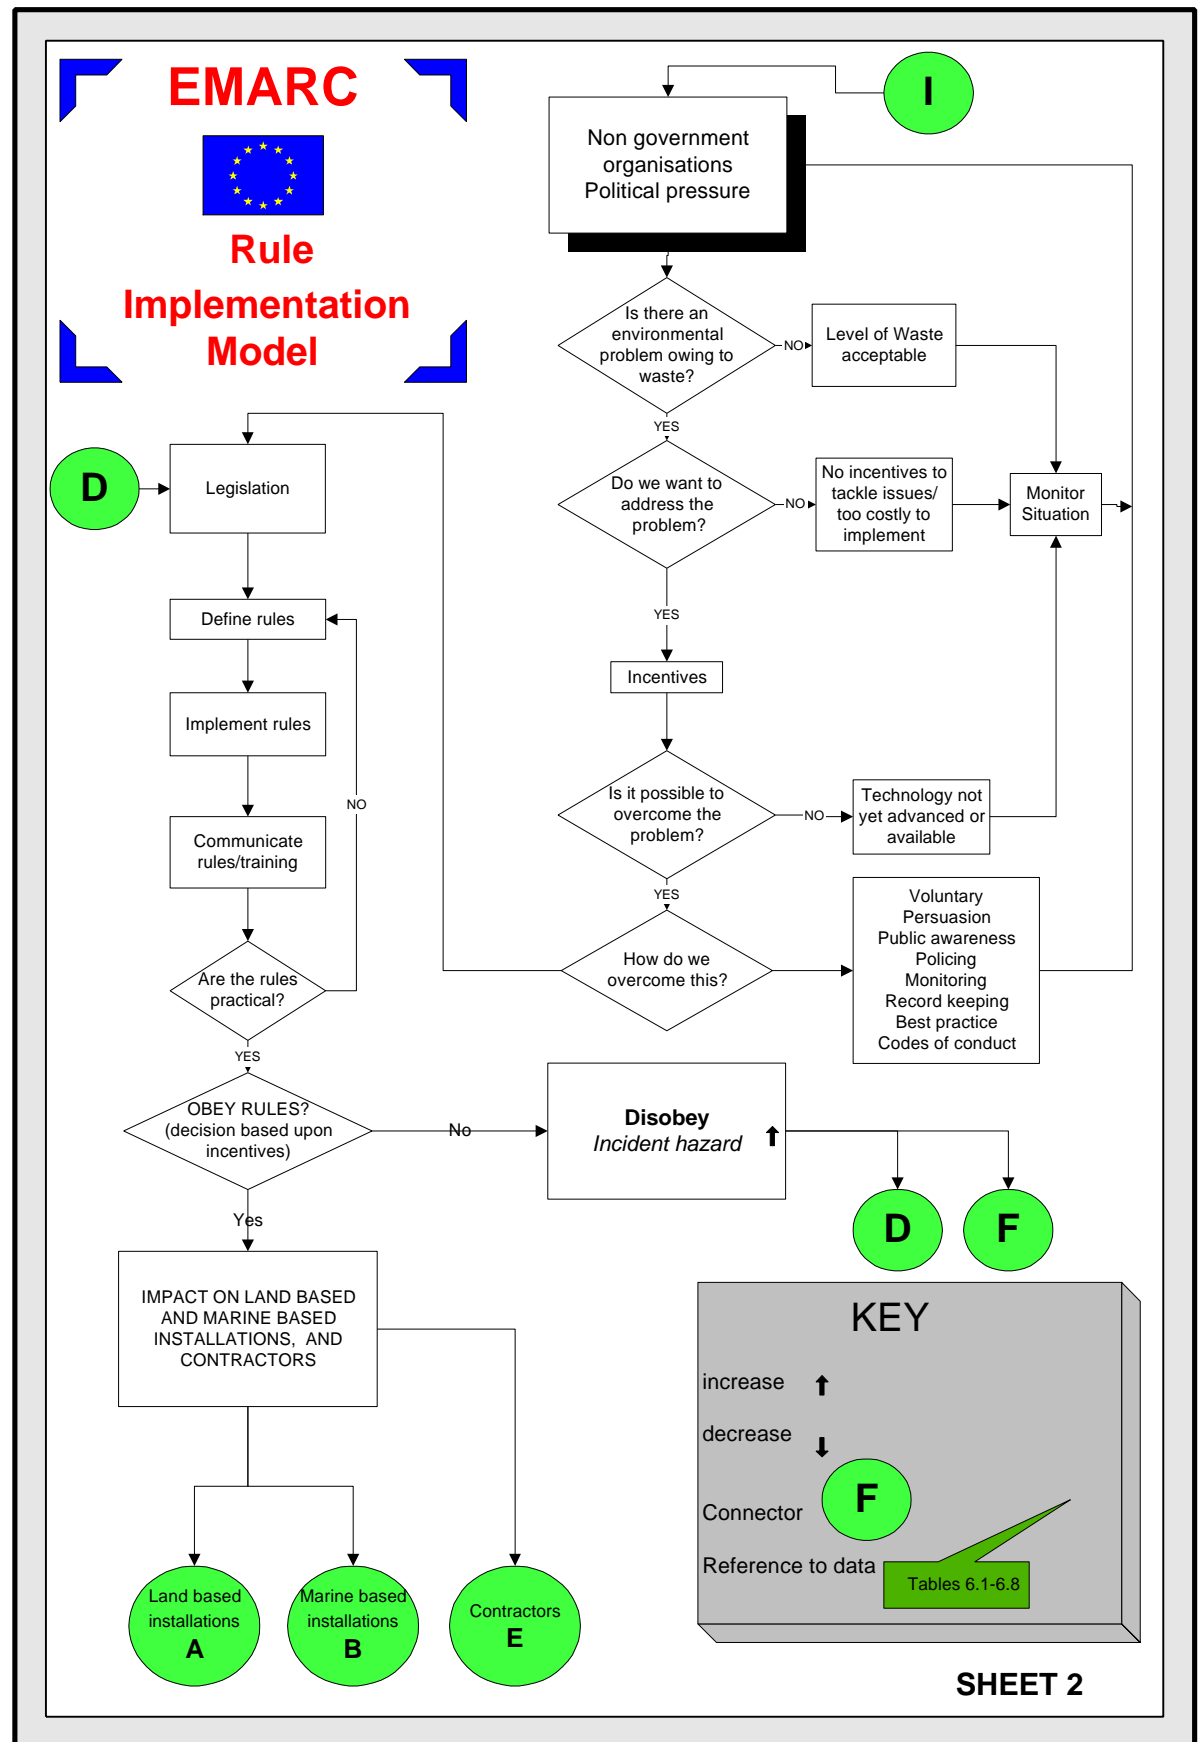 EMARC
Rule
Implementation
Model
I
Non government
organisations
Political pressure
Is there an
environmental
problem owing to
waste?
NO
Level of Waste
acceptable
YES
Do we want to
address the
problem?
NO
No incentives to
tackle issues/
too costly to
implement
Monitor
Situation
YES
Incentives
Is it possible to
overcome the
problem?
NO
Technology not
yet advanced or
available
YES
How do we
overcome this?
Voluntary
Persuasion
Public awareness
Policing
Monitoring
Record keeping
Best practice
Codes of conduct
D
Legislation
Define rules
Implement rules
NO
Communicate
rules/training
Are the rules
practical?
YES
OBEY RULES?
(decision based upon
incentives)
No
Disobey
Incident hazard
D
F
Yes
IMPACT ON LAND BASED
AND MARINE BASED
INSTALLATIONS, AND
CONTRACTORS
Land based
installations
A
Marine based
installations
B
Contractors
E
KEY
increase
decrease
Connector
F
Reference to data
Tables 6.1-6.8
SHEET 2